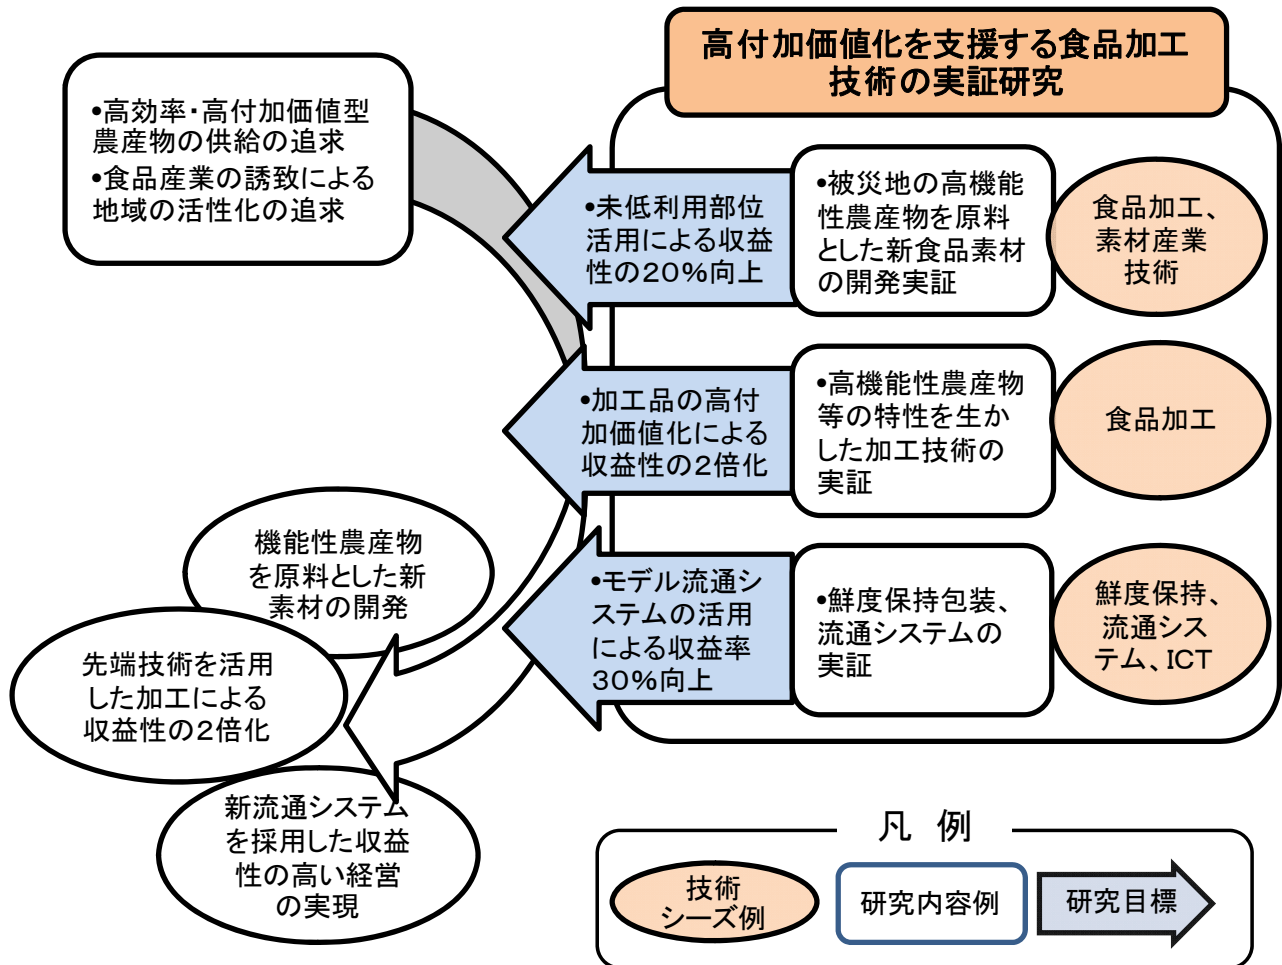 高付加価値化を支援する食品加工
技術の実証研究
•高効率・高付加価値型
農産物の供給の追求
•食品産業の誘致による
地域の活性化の追求
•未低利用部位
活用による収益
性の20%向上
•被災地の高機能
性農産物を原料
とした新食品素材
の開発実証
食品加工、
素材産業
技術
•加工品の高付
加価値化による
収益性の2倍化
•高機能性農産物
等の特性を生か
した加工技術の
実証
食品加工
•モデル流通シ
ステムの活用
による収益率
30%向上
•鮮度保持包装、
流通システムの
実証
鮮度保持、
流通シス
テム、ICT
機能性農産物
を原料とした新
素材の開発
先端技術を活用
した加工による
収益性の2倍化
新流通システム
を採用した収益
性の高い経営
の実現
凡 例
技術
シーズ例
研究内容例
研究目標